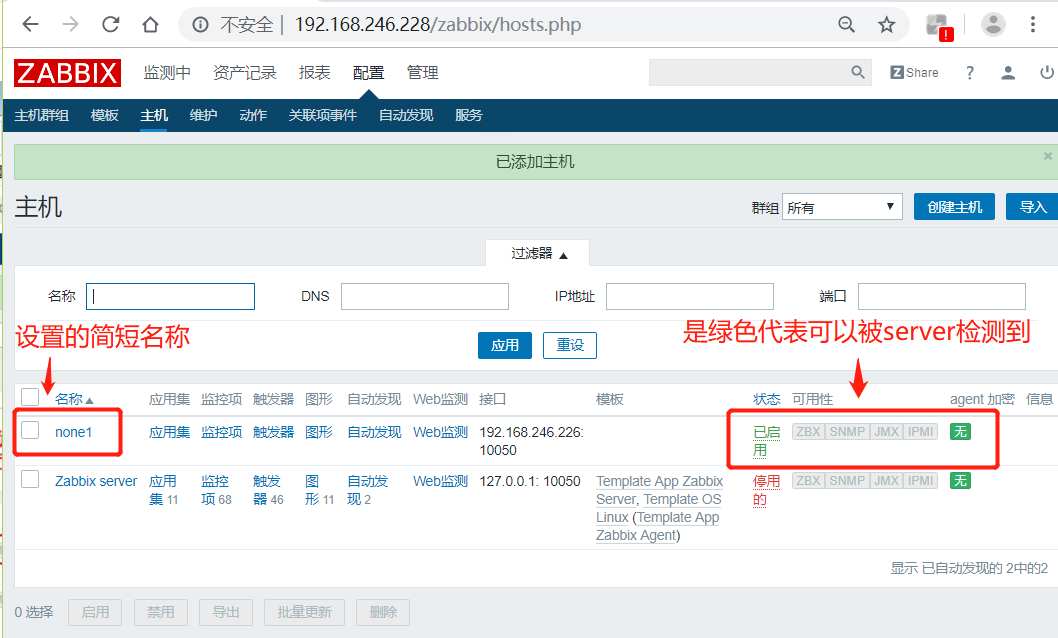 不安全 | 192.168.246.228/zabbix/hosts.php
ZABBIX 监测中 资产记录 报表 配置 管理 Z Share ?
主机群组 模板 主机 维护 动作 关联项事件 自动发现 服务
已添加主机 ×
主机 群组 所有 创建主机 导入
过滤器
名称 DNS IP地址 端口
设置的简短名称 是绿色代表可以被server检测到
应用 重设
名称 应用集 监控项 触发器 图形 自动发现 Web监测 接口 模板 状态 可用性 agent 加密 信息
none1 应用集 监控项 触发器 图形 自动发现 Web监测 192.168.246.226: 已启 ZBX SNMP JMX IPMI 无
10050 用
Zabbix server 应用 监控 触发 图 自动发 Web监测 127.0.0.1: 10050 Template App Zabbix 停用 ZBX SNMP JMX IPMI 无
集 11 项 68 器 46 形 11 现 2 Server, Template OS 的
Linux (Template App
Zabbix Agent)
显示 已自动发现的 2中的2
0 选择 启用 禁用 导出 批量更新 删除